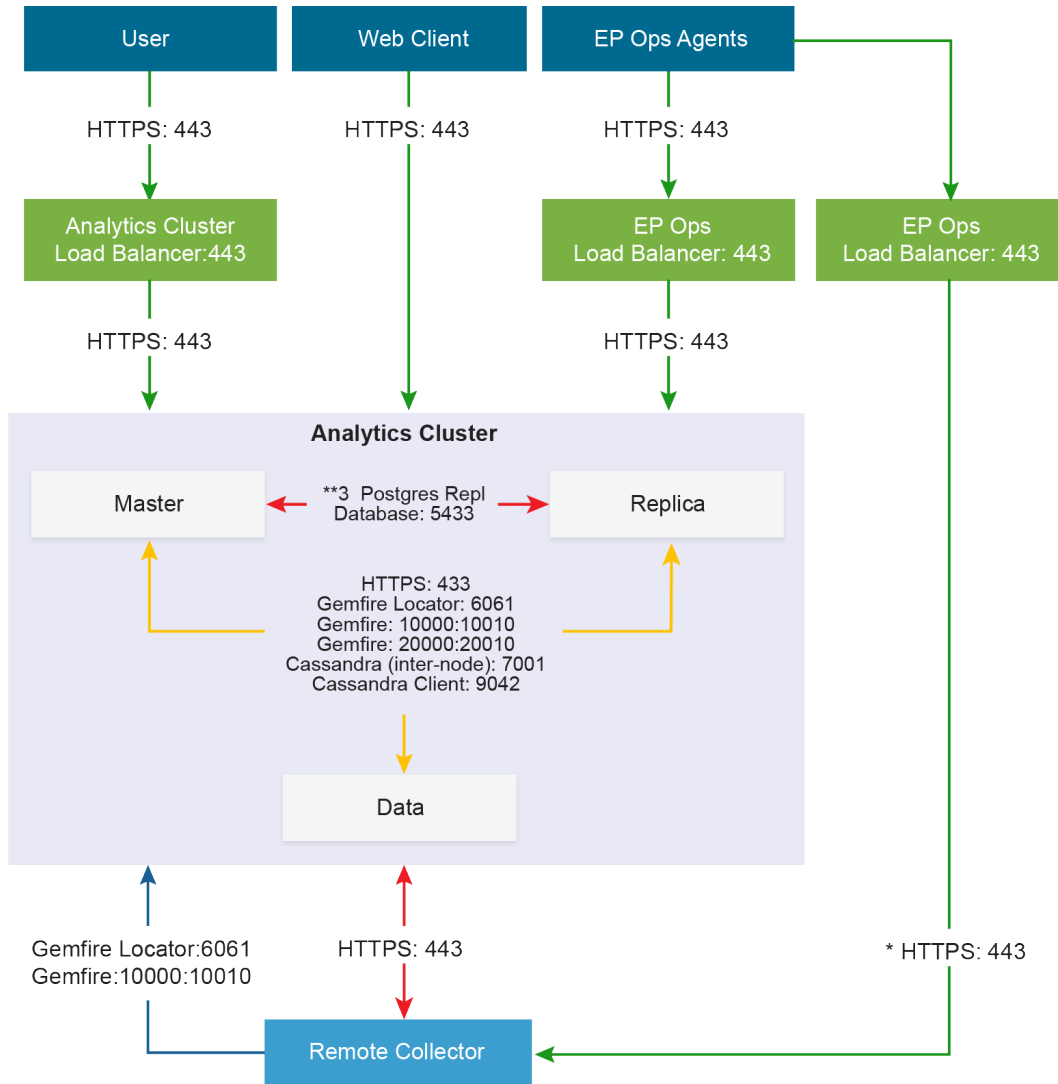 User
Web Client
EP Ops Agents
HTTPS: 443
HTTPS: 443
HTTPS: 443
Analytics Cluster
Load Balancer:443
EP Ops
Load Balancer: 443
EP Ops
Load Balancer: 443
HTTPS: 443
HTTPS: 443
Analytics Cluster
Master
**3  Postgres Repl
Database: 5433
Replica
HTTPS: 433
Gemfire Locator: 6061
Gemfire: 10000:10010
Gemfire: 20000:20010
Cassandra (inter-node): 7001
Cassandra Client: 9042
Data
Gemfire Locator:6061
Gemfire:10000:10010
HTTPS: 443
* HTTPS: 443
Remote Collector